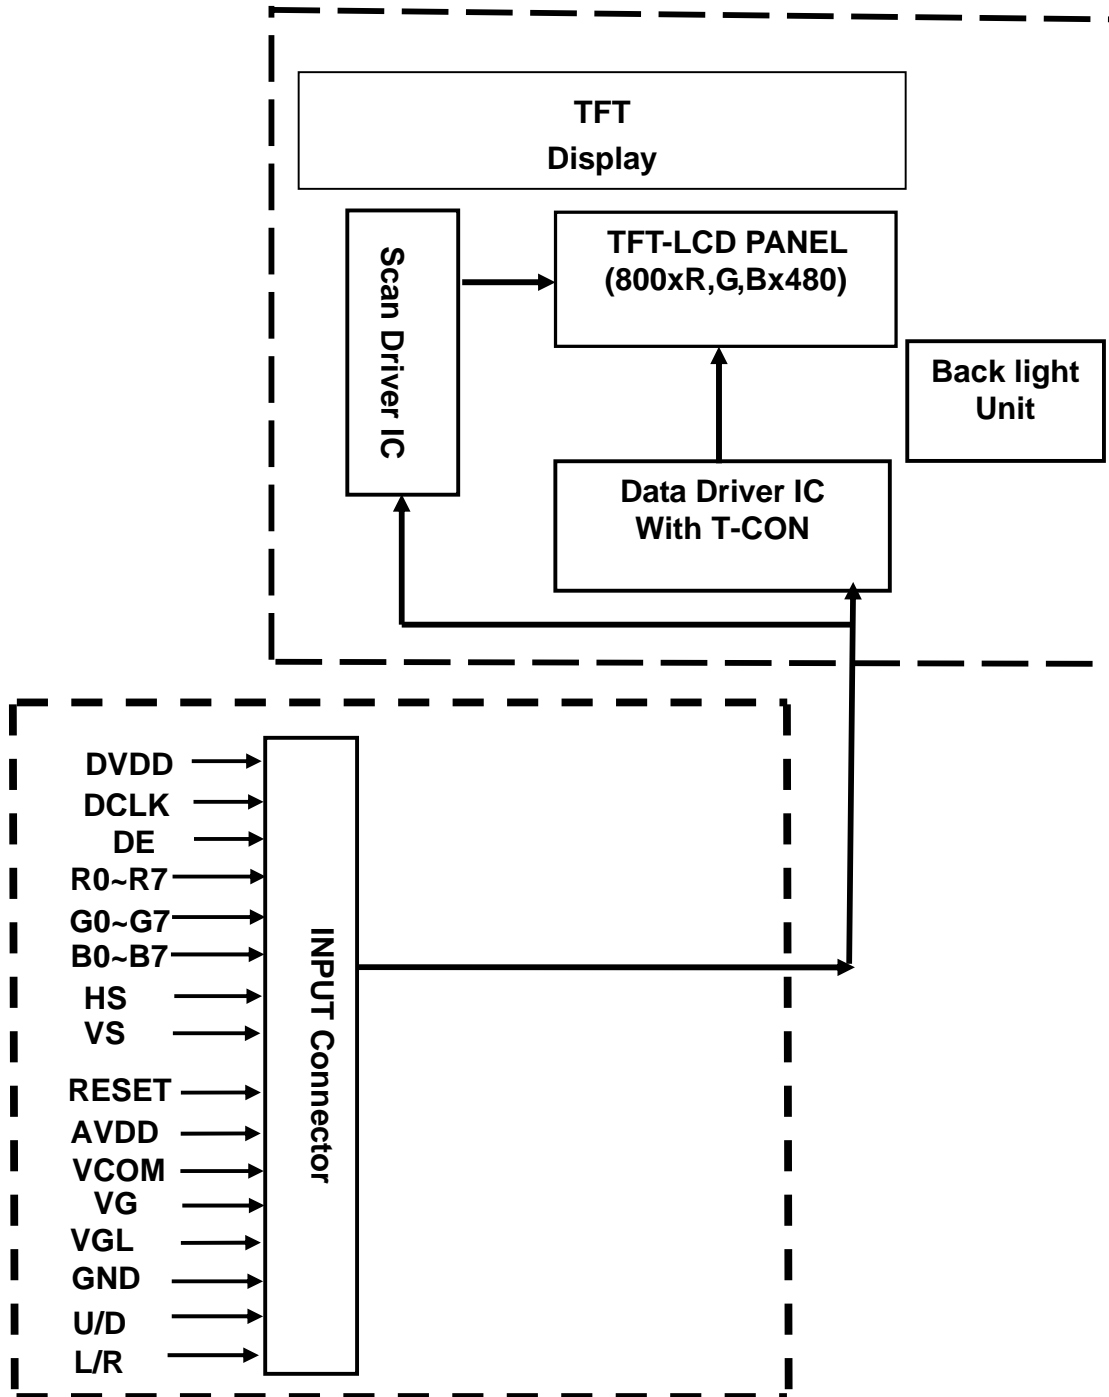 TFT
Display
Scan Driver IC
TFT-LCD PANEL
(800xR,G,Bx480)
Back light
Unit
Data Driver IC
With T-CON
DVDD
DCLK
DE
R0~R7
G0~G7
B0~B7
HS
VS
RESET
AVDD
VCOM
VG
VGL
GND
U/D
L/R
INPUT Connector